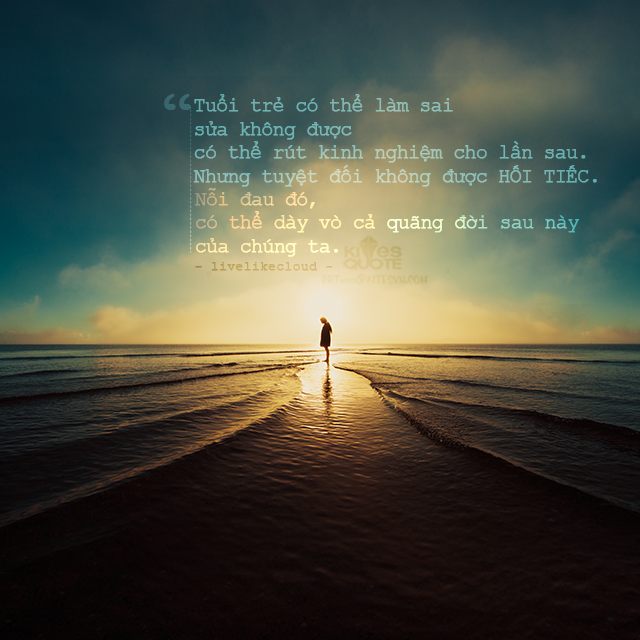 “ Tuổi trẻ có thể làm sai
sửa không được
có thể rút kinh nghiệm cho lần sau.
Nhưng tuyệt đối không được HỐI TIẾC.
Nỗi đau đó,
có thể dày vò cả quãng đời sau này
của chúng ta.
- livelikecloud -
QUOTE